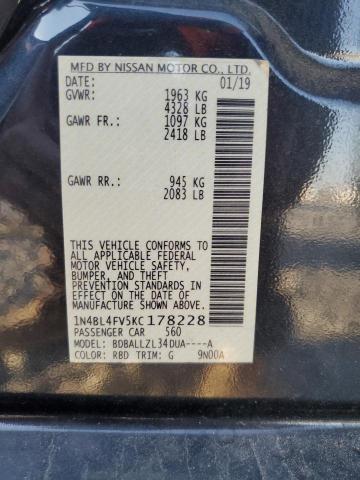 MFD BY NISSAN MOTOR CO., LTD.
DATE: 01/19
GVWR: 1963 KG
4328 LB
GAWR FR.: 1097 KG
2418 LB
GAWR RR.: 945 KG
2083 LB
THIS VEHICLE CONFORMS TO
ALL APPLICABLE FEDERAL
MOTOR VEHICLE SAFETY,
BUMPER, AND THEFT
PREVENTION STANDARDS IN
EFFECT ON THE DATE OF
MANUFACTURE SHOWN ABOVE.
1N4BL4FV5KC178228
PASSENGER CAR 560
MODEL: BDBALLZL34DUA----A
COLOR: RBD TRIM: G 9N00A